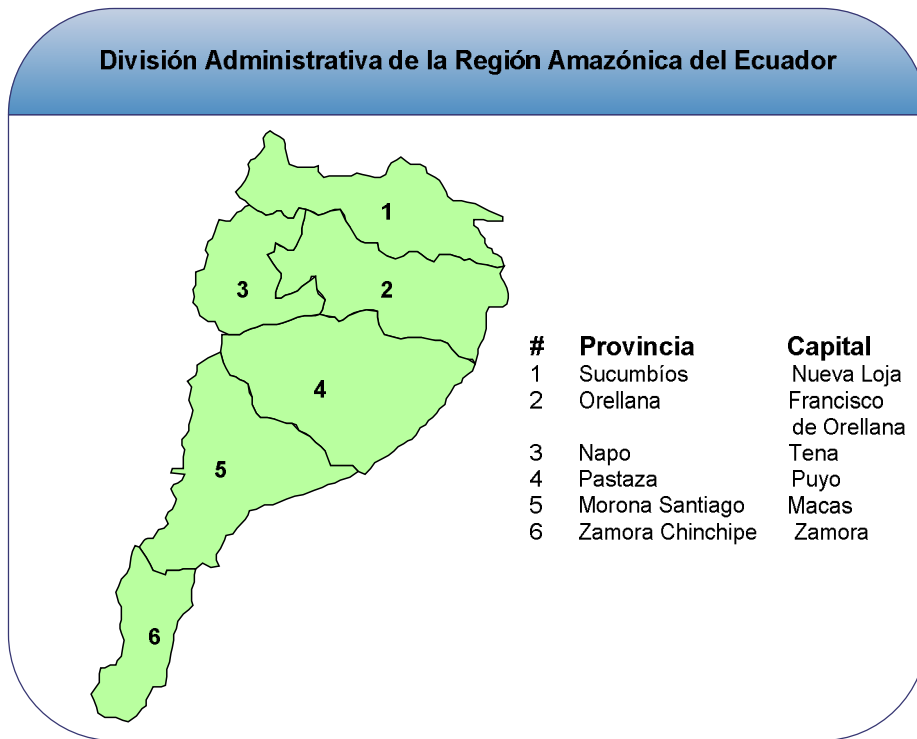 División Administrativa de la Región Amazónica del Ecuador
1
2
3
4
5
6
# Provincia Capital
1 Sucumbíos Nueva Loja
2 Orellana Francisco
de Orellana
3 Napo Tena
4 Pastaza Puyo
5 Morona Santiago Macas
6 Zamora Chinchipe Zamora